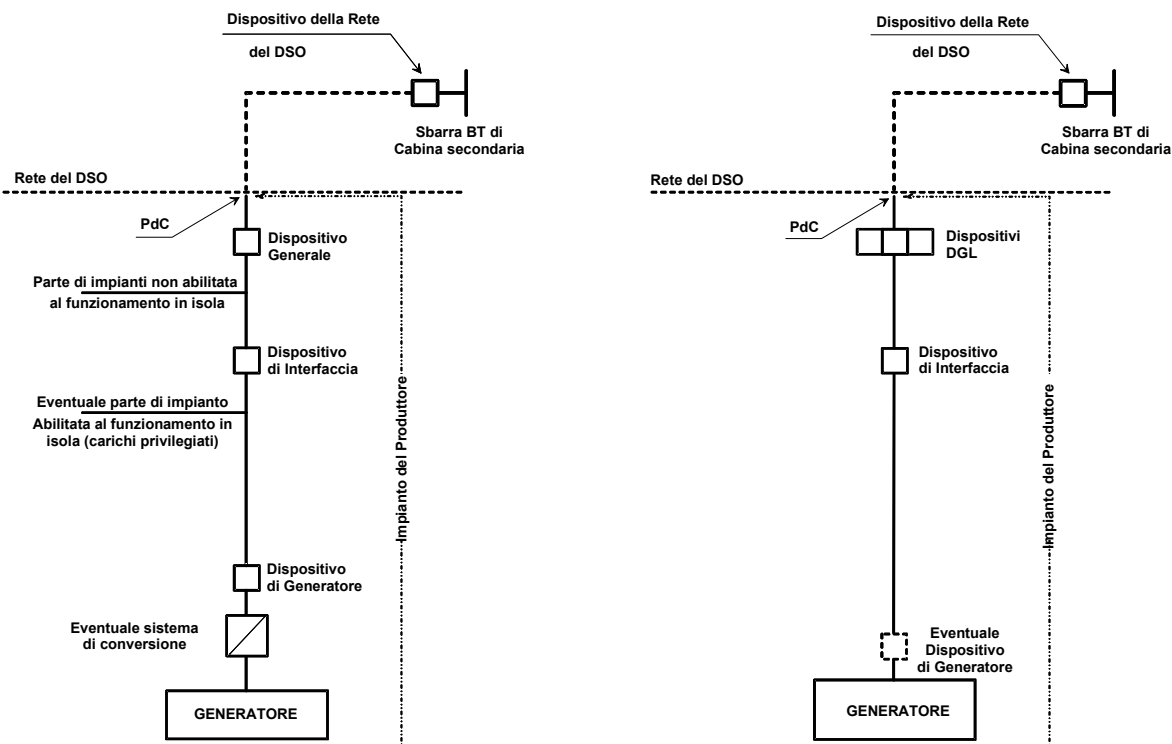 Dispositivo della Rete
del DSO
Sbarra BT di
Cabina secondaria
Rete del DSO
PdC
Dispositivo
Generale
Parte di impianti non abilitata
al funzionamento in isola
Dispositivo
di Interfaccia
Eventuale parte di impianto
Abilitata al funzionamento in
isola (carichi privilegiati)
Impianto del Produttore
Dispositivo
di Generatore
Eventuale sistema
di conversione
GENERATORE
Dispositivo della Rete
del DSO
Sbarra BT di
Cabina secondaria
Rete del DSO
PdC
Dispositivi
DGL
Dispositivo
di Interfaccia
Impianto del Produttore
Eventuale
Dispositivo
di Generatore
GENERATORE